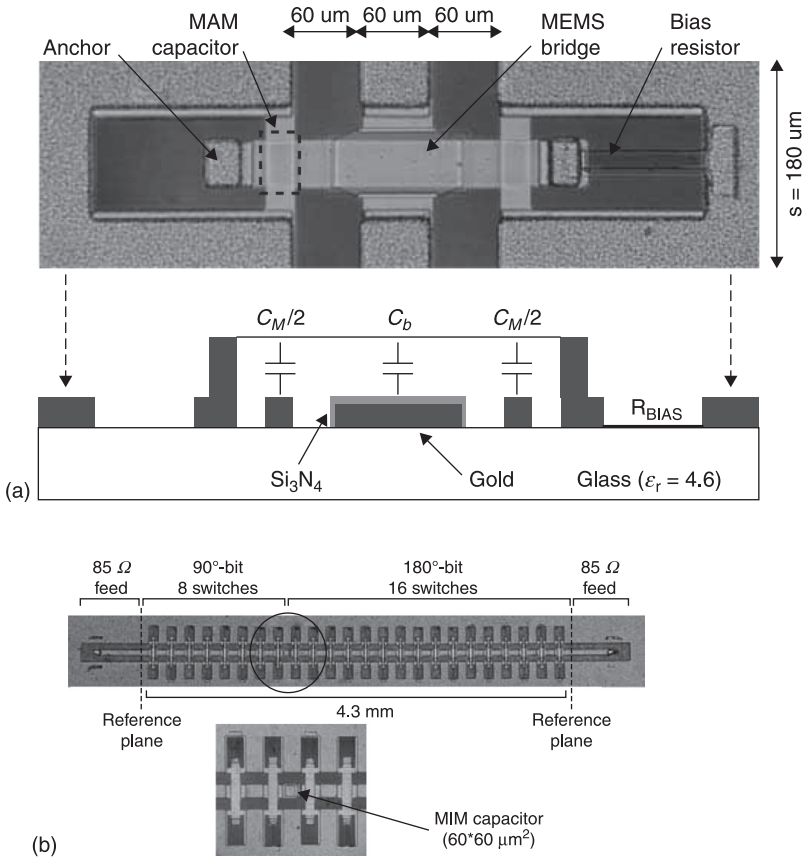 60 um 60 um 60 um
MAM
capacitor
Anchor
MEMS
bridge
Bias
resistor
s = 180 um
C_M/2
C_b
C_M/2
R_BIAS
Si₃N₄
Gold
Glass (ε_r = 4.6)
(a)
85 Ω
feed
90°-bit
8 switches
180°-bit
16 switches
85 Ω
feed
4.3 mm
Reference
plane
Reference
plane
MIM capacitor
(60*60 μm²)
(b)